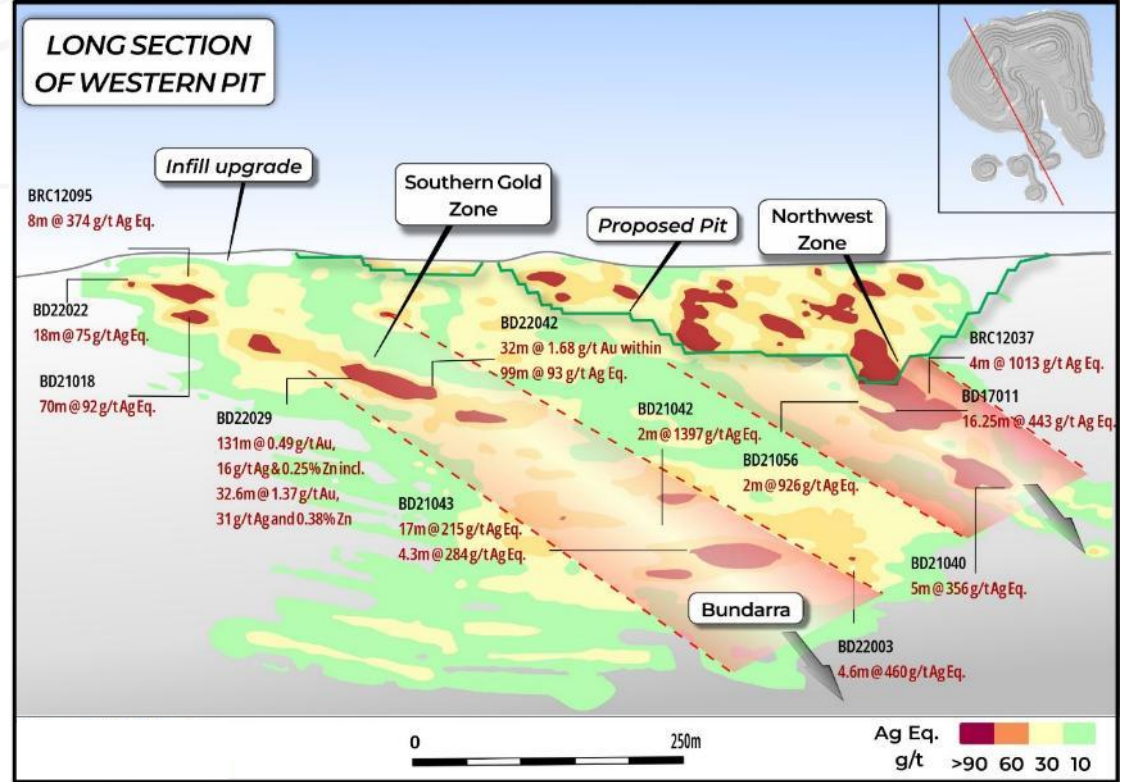 LONG SECTION
OF WESTERN PIT
Infill upgrade
Southern Gold
Zone
Proposed Pit
Northwest
Zone
BRC12095
8m @ 374 g/t Ag Eq.
BD22022
18m @ 75 g/t Ag Eq.
BD21018
70m @ 92 g/t Ag Eq.
BD22029
131m @ 0.49 g/t Au,
16 g/t Ag & 0.25% Zn incl.
32.6m @ 1.37 g/t Au,
31 g/t Ag and 0.38% Zn
BD22042
32m @ 1.68 g/t Au within
99m @ 93 g/t Ag Eq.
BD21042
2m @ 1397 g/t Ag Eq.
BD21043
17m @ 215 g/t Ag Eq.
4.3m @ 284 g/t Ag Eq.
BD21056
2m @ 926 g/t Ag Eq.
BRC12037
4m @ 1013 g/t Ag Eq.
BD17011
16.25m @ 443 g/t Ag Eq.
BD21040
5m @ 356 g/t Ag Eq.
Bundarra
BD22003
4.6m @ 460 g/t Ag Eq.
0 250m
Ag Eq.
g/t >90 60 30 10